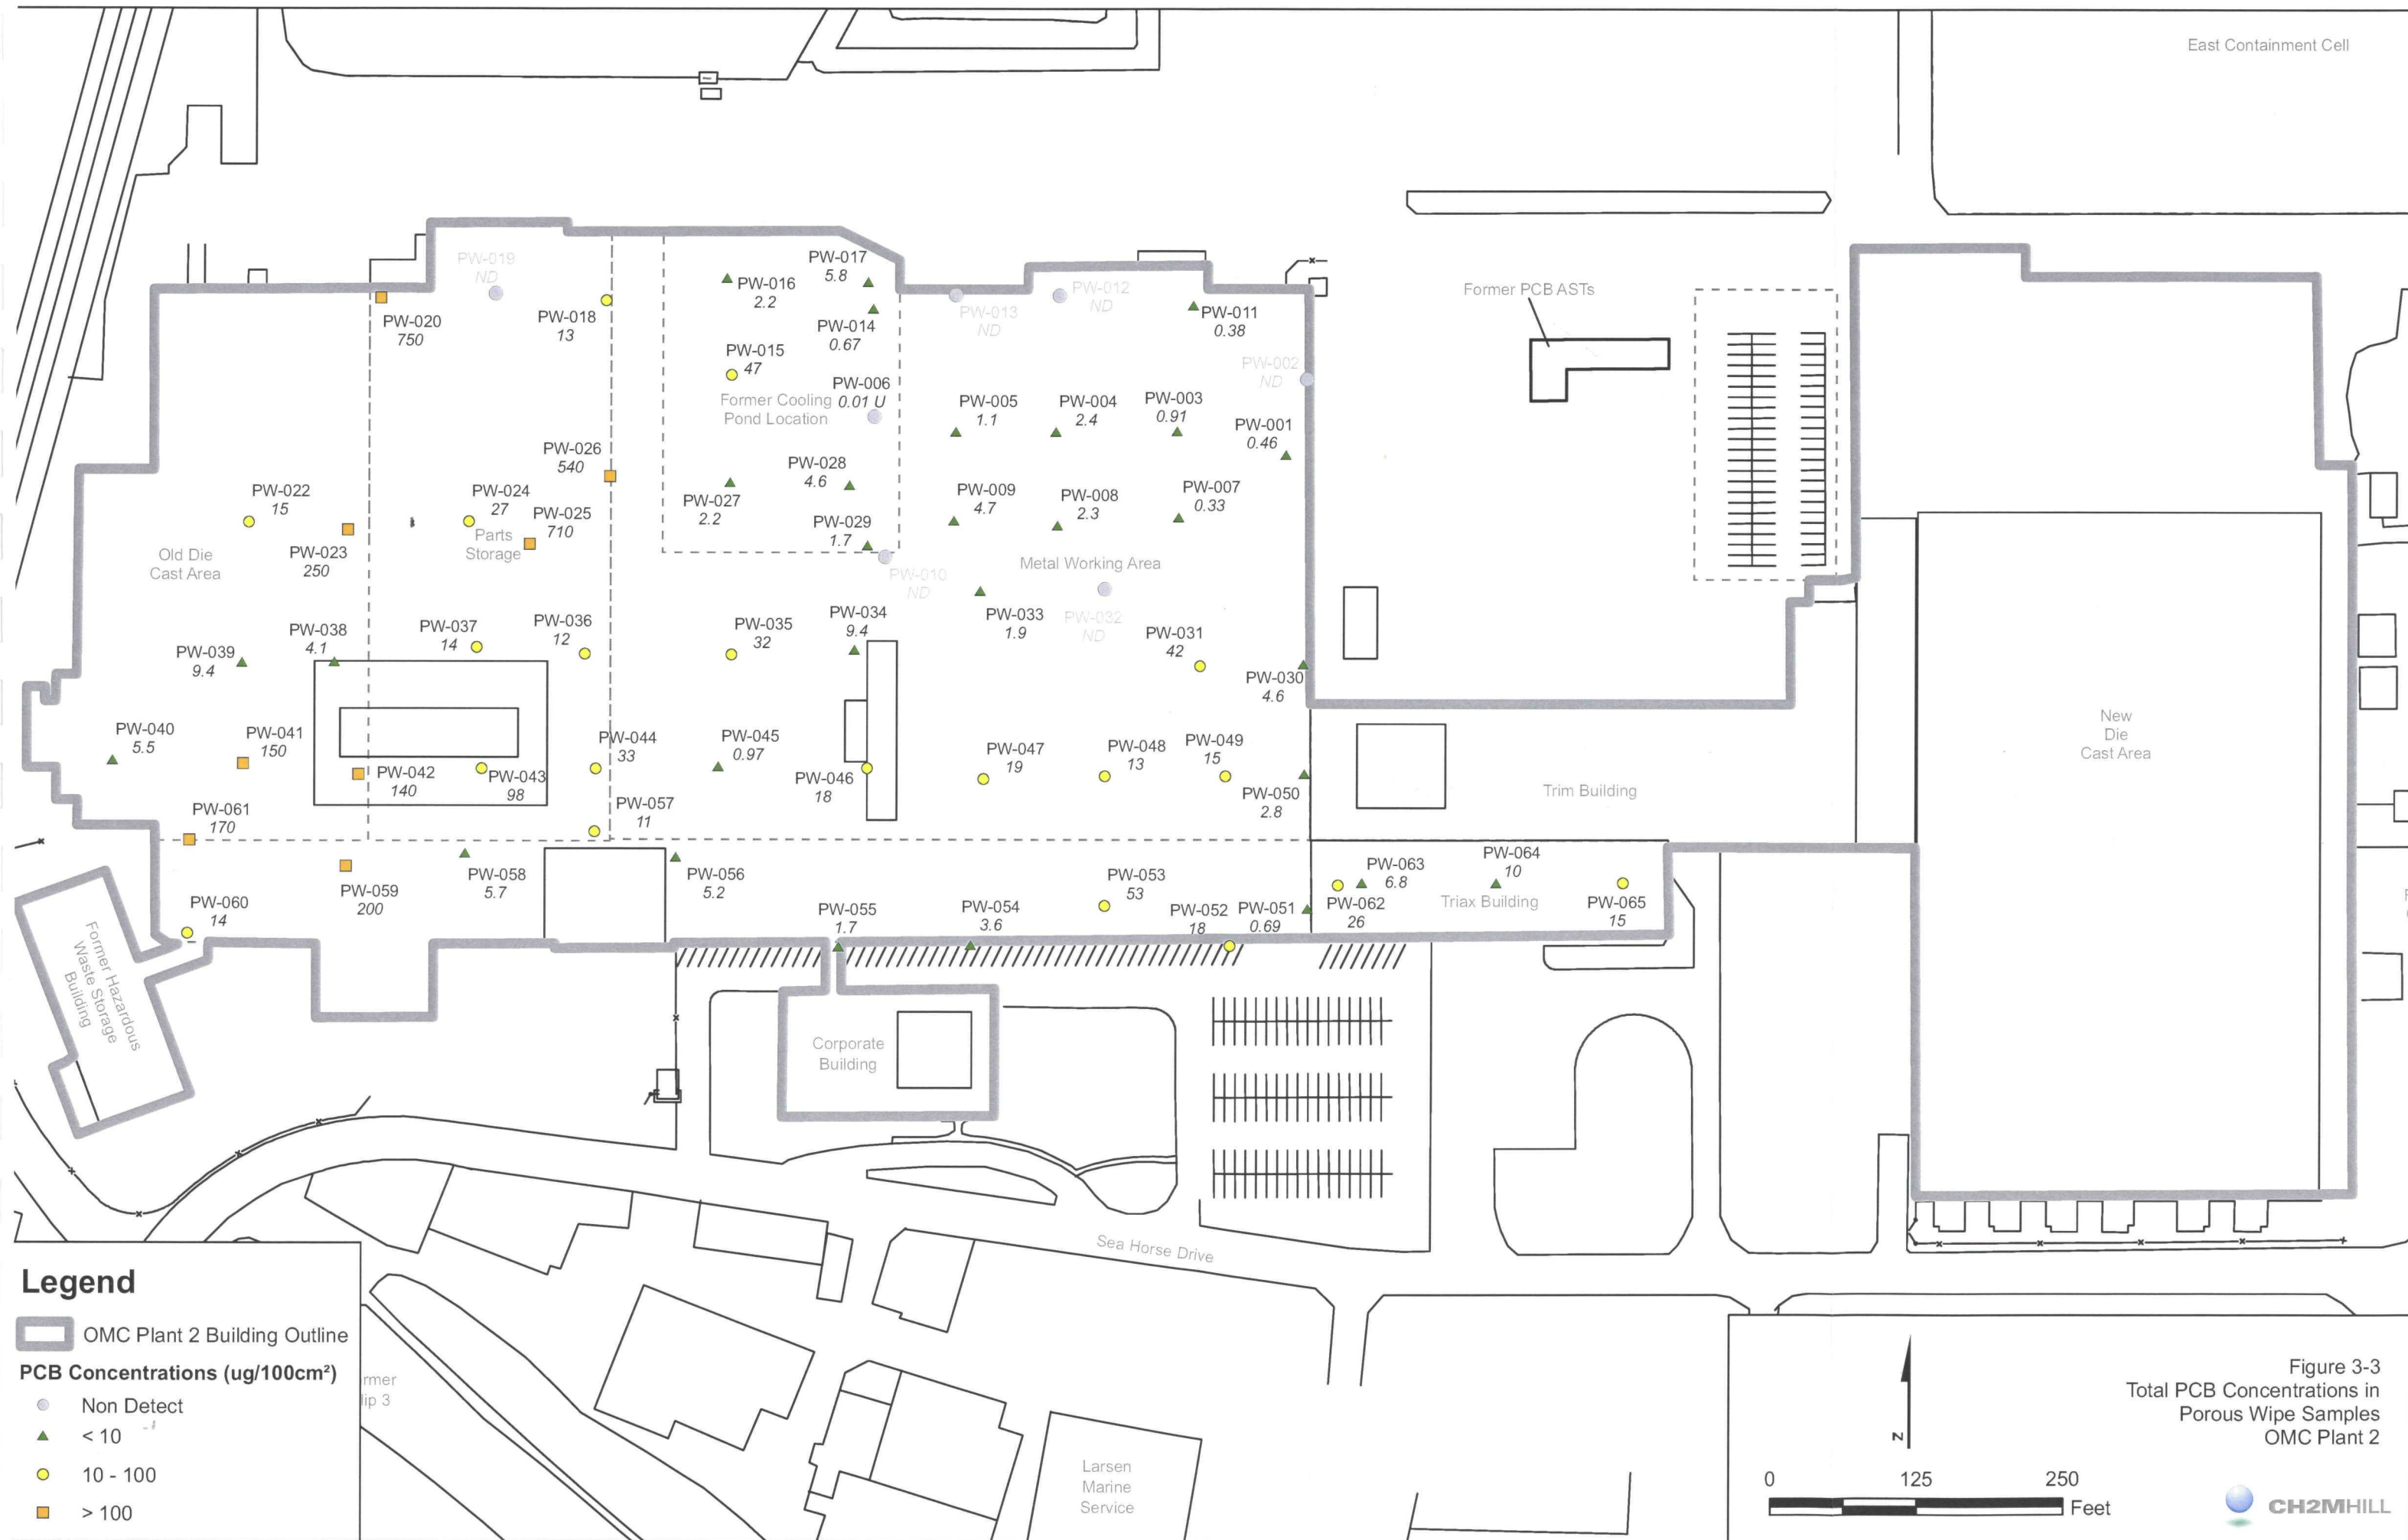 East Containment Cell
PW-019
ND
PW-020
750
PW-018
13
PW-016
2.2
PW-017
5.8
PW-014
0.67
PW-015
47
PW-006
0.01 U
Former Cooling
Pond Location
PW-013
ND
PW-012
ND
PW-011
0.38
PW-002
ND
Former PCB ASTs
PW-005
1.1
PW-004
2.4
PW-003
0.91
PW-001
0.46
PW-026
540
PW-028
4.6
PW-027
2.2
PW-029
1.7
PW-009
4.7
PW-008
2.3
PW-007
0.33
PW-022
15
PW-023
250
PW-024
27
PW-025
710
Parts
Storage
Old Die
Cast Area
PW-010
ND
Metal Working Area
PW-032
ND
PW-033
1.9
PW-031
42
PW-030
4.6
PW-034
9.4
PW-035
32
PW-036
12
PW-037
14
PW-038
4.1
PW-039
9.4
PW-040
5.5
PW-041
150
PW-042
140
PW-043
98
PW-044
33
PW-045
0.97
PW-046
18
PW-047
19
PW-048
13
PW-049
15
PW-050
2.8
Trim Building
New
Die
Cast Area
PW-061
170
PW-057
11
PW-060
14
PW-059
200
PW-058
5.7
PW-056
5.2
PW-055
1.7
PW-054
3.6
PW-053
53
PW-052
18
PW-051
0.69
PW-062
26
PW-063
6.8
PW-064
10
Triax Building
PW-065
15
Former Hazardous
Waste Storage
Building
Corporate
Building
Sea Horse Drive
Larsen
Marine
Service
rmer
lip 3
Legend
OMC Plant 2 Building Outline
PCB Concentrations (ug/100cm²)
Non Detect
< 10
10 - 100
> 100
N
Figure 3-3
Total PCB Concentrations in
Porous Wipe Samples
OMC Plant 2
0 125 250
Feet
CH2MHILL